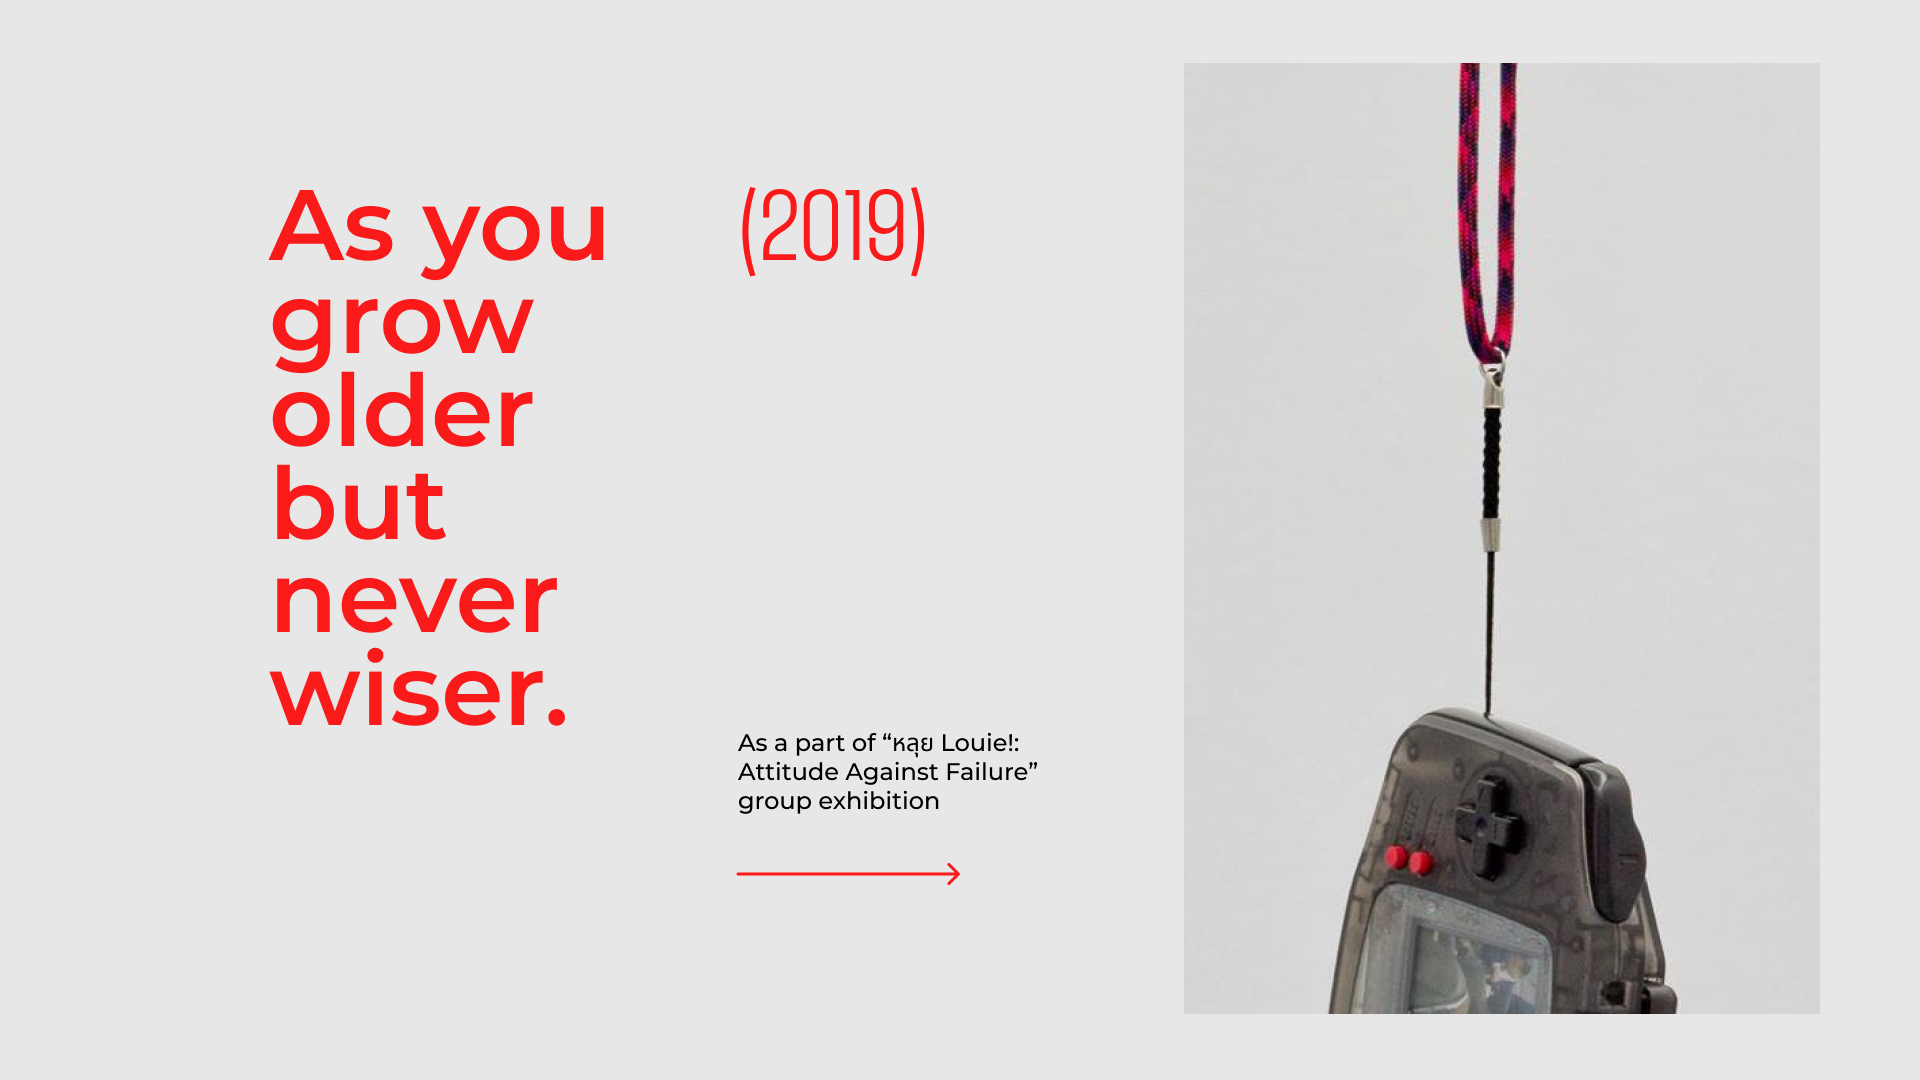 As you
grow
older
but
never
wiser.
(2019)
As a part of “หลุย Louie!:
Attitude Against Failure”
group exhibition